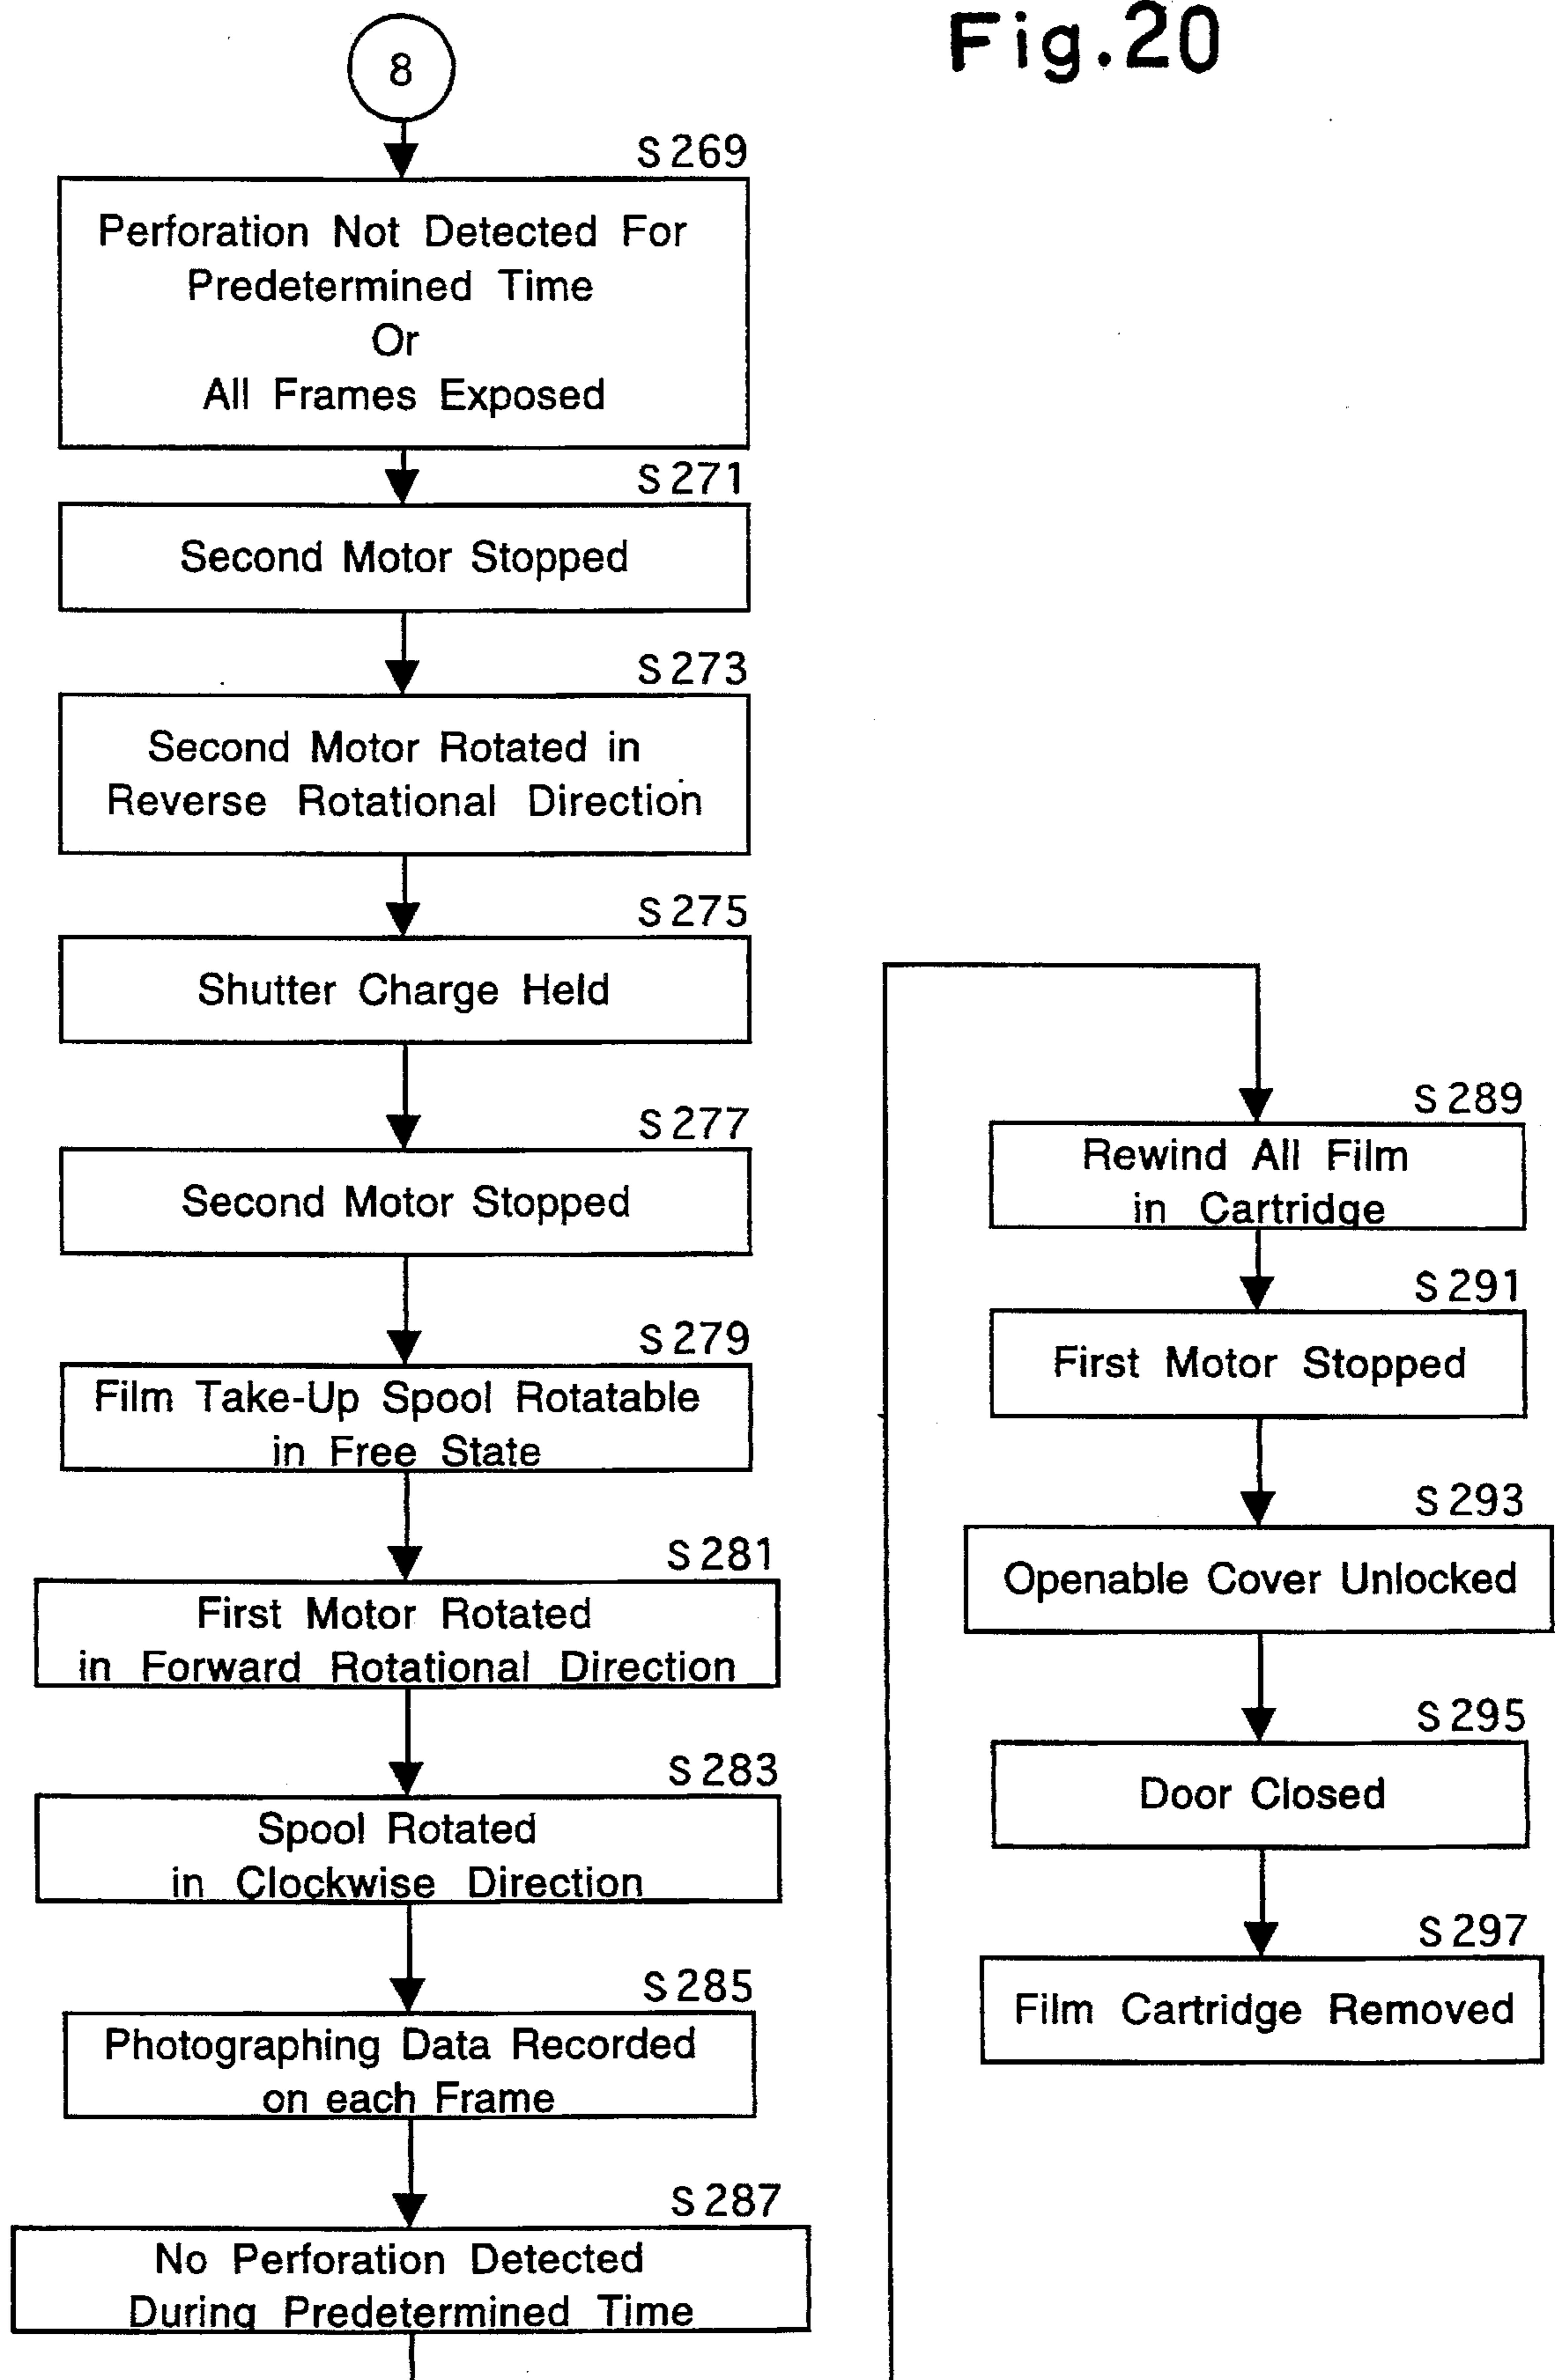 Fig.20
8
S269
Perforation Not Detected For
Predetermined Time
Or
All Frames Exposed
S271
Second Motor Stopped
S273
Second Motor Rotated in
Reverse Rotational Direction
S275
Shutter Charge Held
S277
Second Motor Stopped
S279
Film Take-Up Spool Rotatable
in Free State
S281
First Motor Rotated
in Forward Rotational Direction
S283
Spool Rotated
in Clockwise Direction
S285
Photographing Data Recorded
on each Frame
S287
No Perforation Detected
During Predetermined Time
S289
Rewind All Film
in Cartridge
S291
First Motor Stopped
S293
Openable Cover Unlocked
S295
Door Closed
S297
Film Cartridge Removed